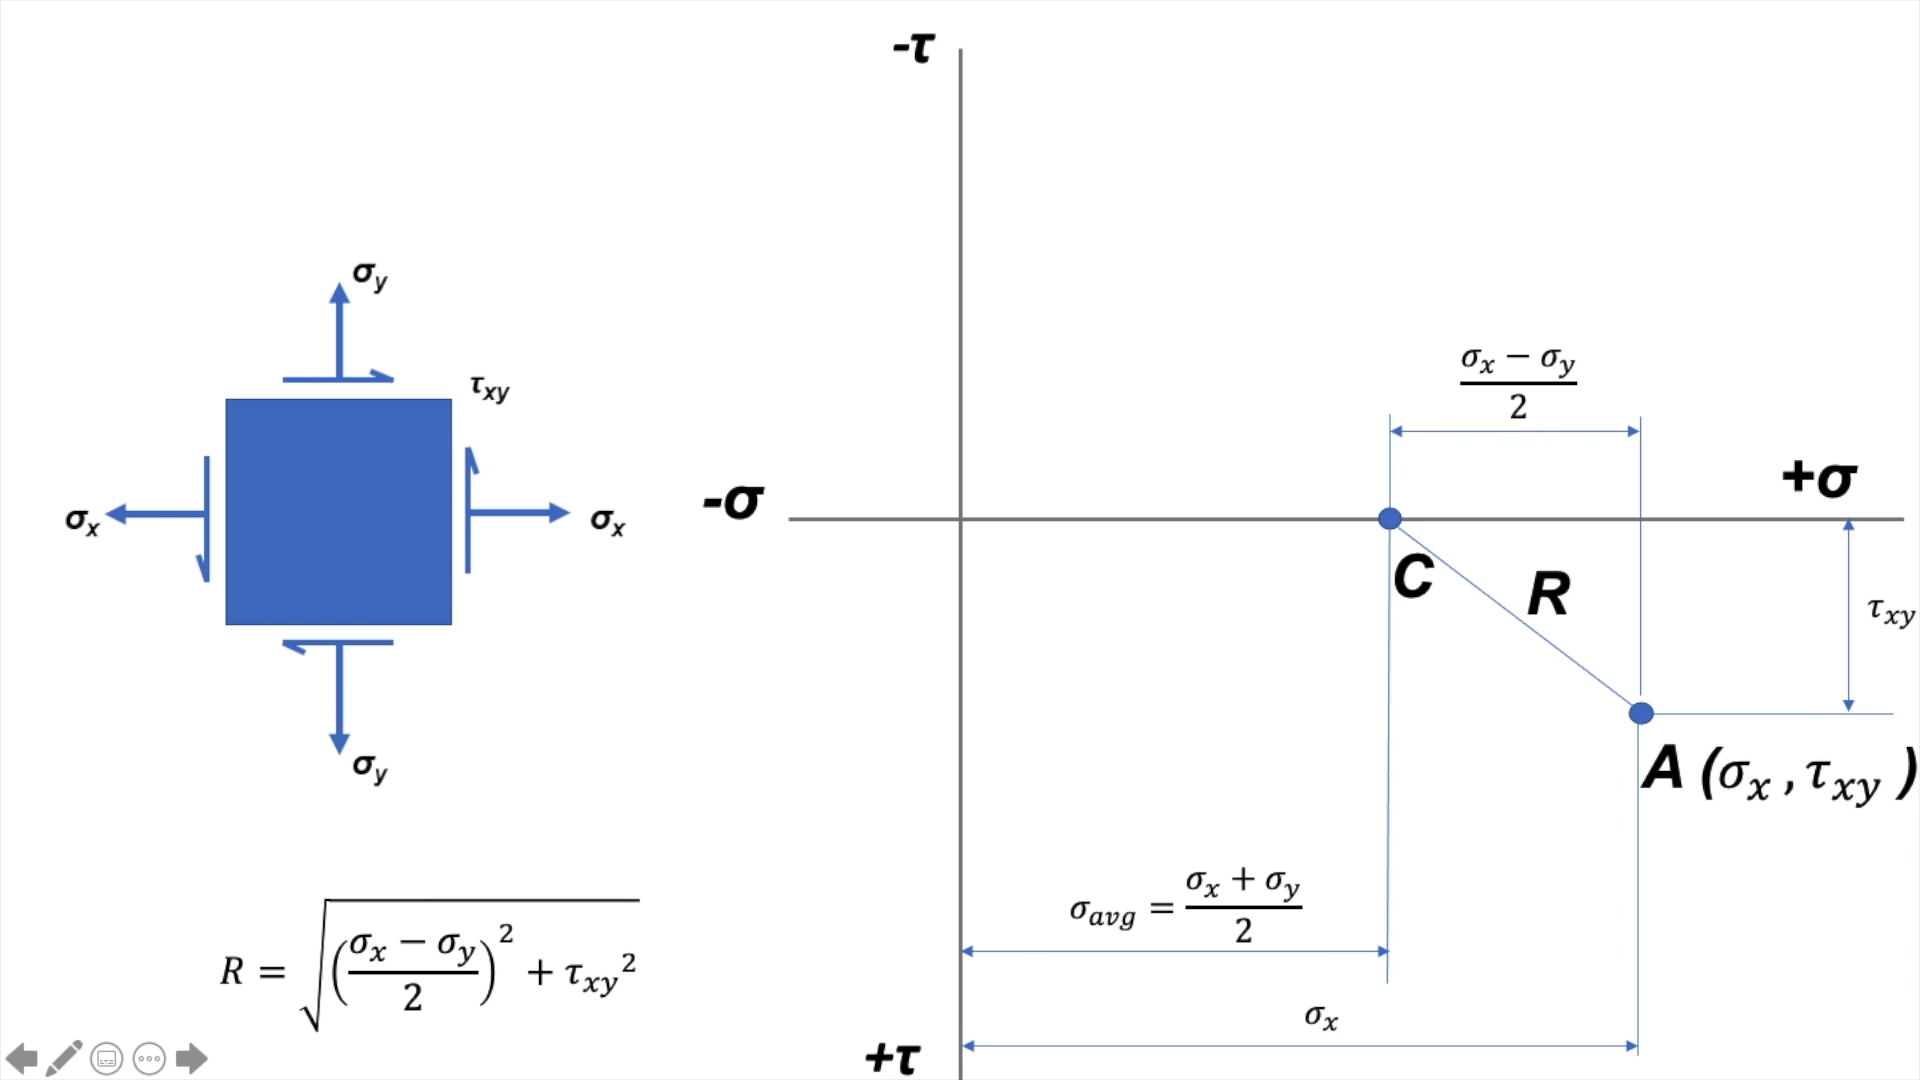 -τ
σy
τxy
σx
σx
σy
σx − σy
2
+σ
-σ
C
R
τxy
A (σx , τxy )
σavg = σx + σy
2
σx
+τ
R = √((σx − σy)/2)² + τxy²